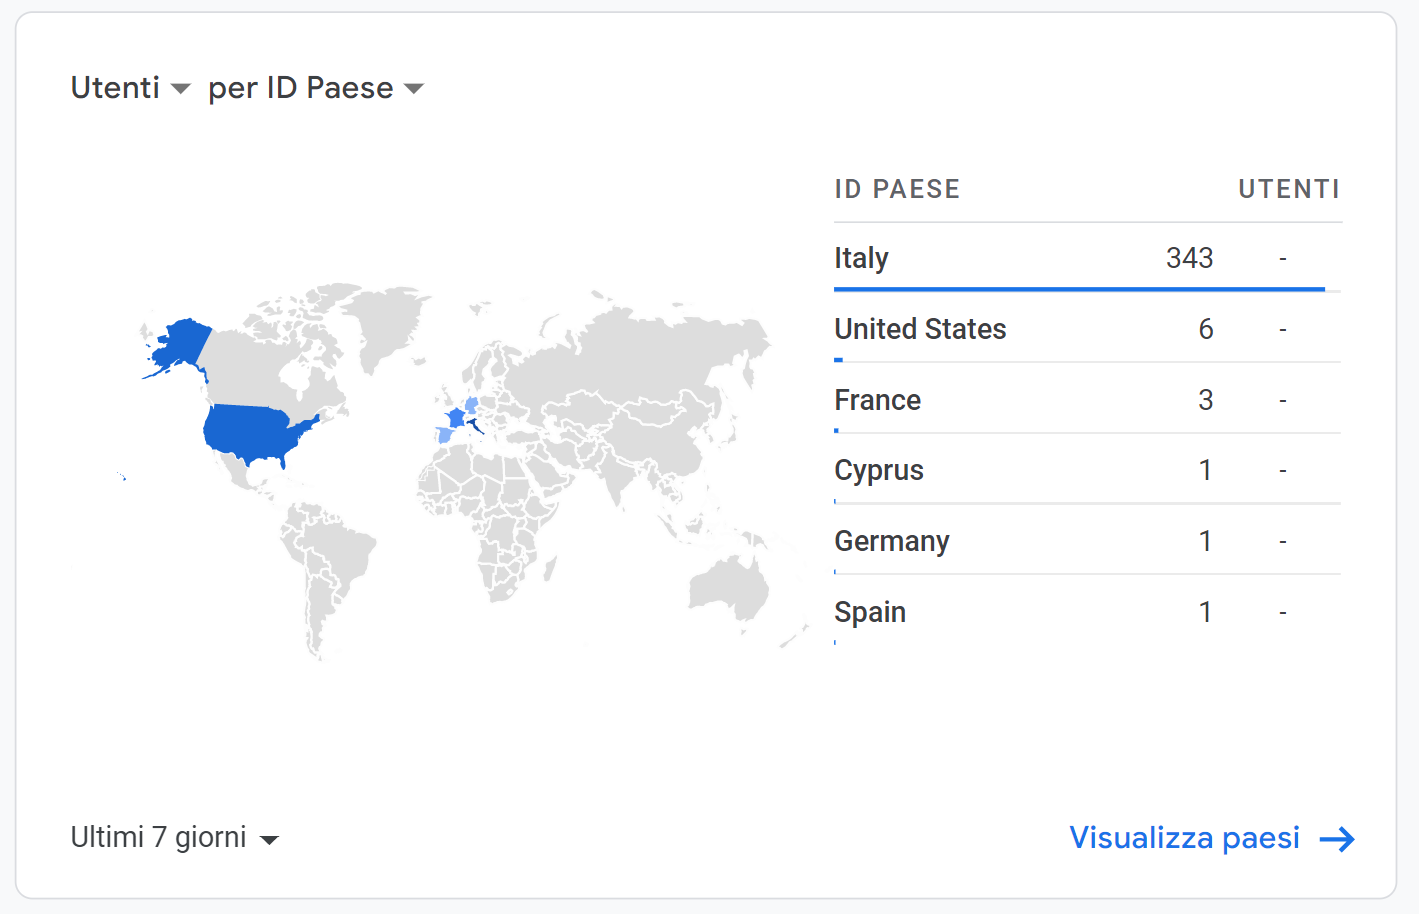 Utenti per ID Paese
ID PAESE UTENTI
Italy 343 -
United States 6 -
France 3 -
Cyprus 1 -
Germany 1 -
Spain 1 -
Ultimi 7 giorni
Visualizza paesi